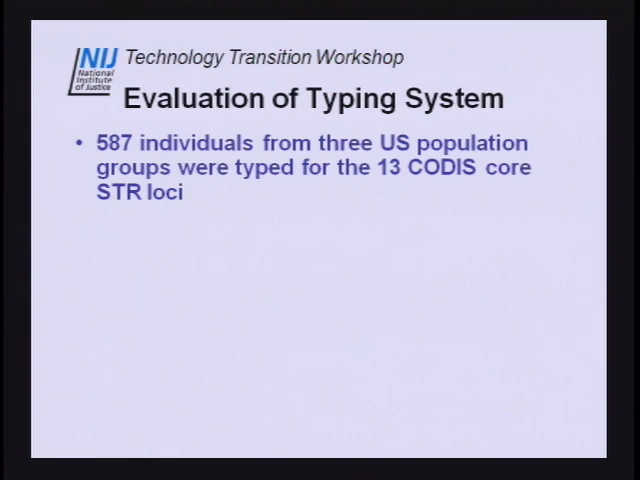 NIJ
National
Institute
of Justice
Technology Transition Workshop
Evaluation of Typing System
• 587 individuals from three US population
groups were typed for the 13 CODIS core
STR loci